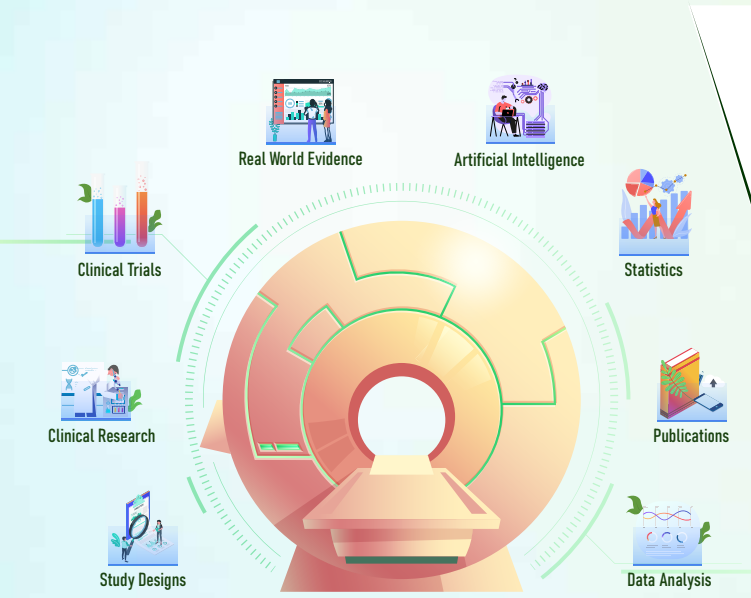 Real World Evidence
Artificial Intelligence
Clinical Trials
Statistics
Clinical Research
Publications
Study Designs
Data Analysis